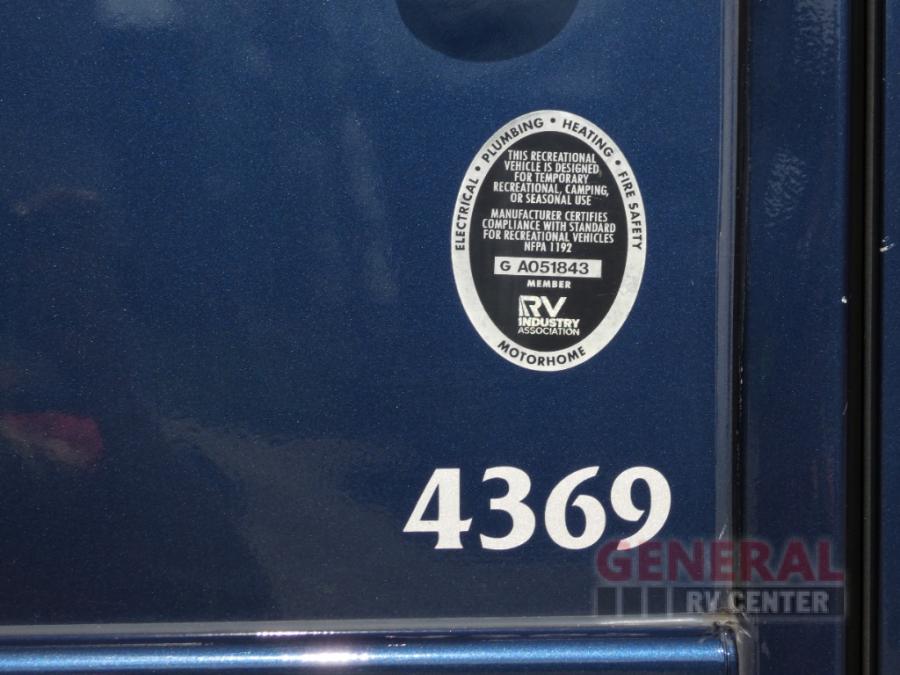 ELECTRICAL • PLUMBING • HEATING • FIRE SAFETY
THIS RECREATIONAL
VEHICLE IS DESIGNED
FOR TEMPORARY
RECREATIONAL, CAMPING,
OR SEASONAL USE
MANUFACTURER CERTIFIES
COMPLIANCE WITH STANDARD
FOR RECREATIONAL VEHICLES
NFPA 1192
G A051843
MEMBER
RV
INDUSTRY
ASSOCIATION
MOTORHOME
4369
GENERAL
RV CENTER